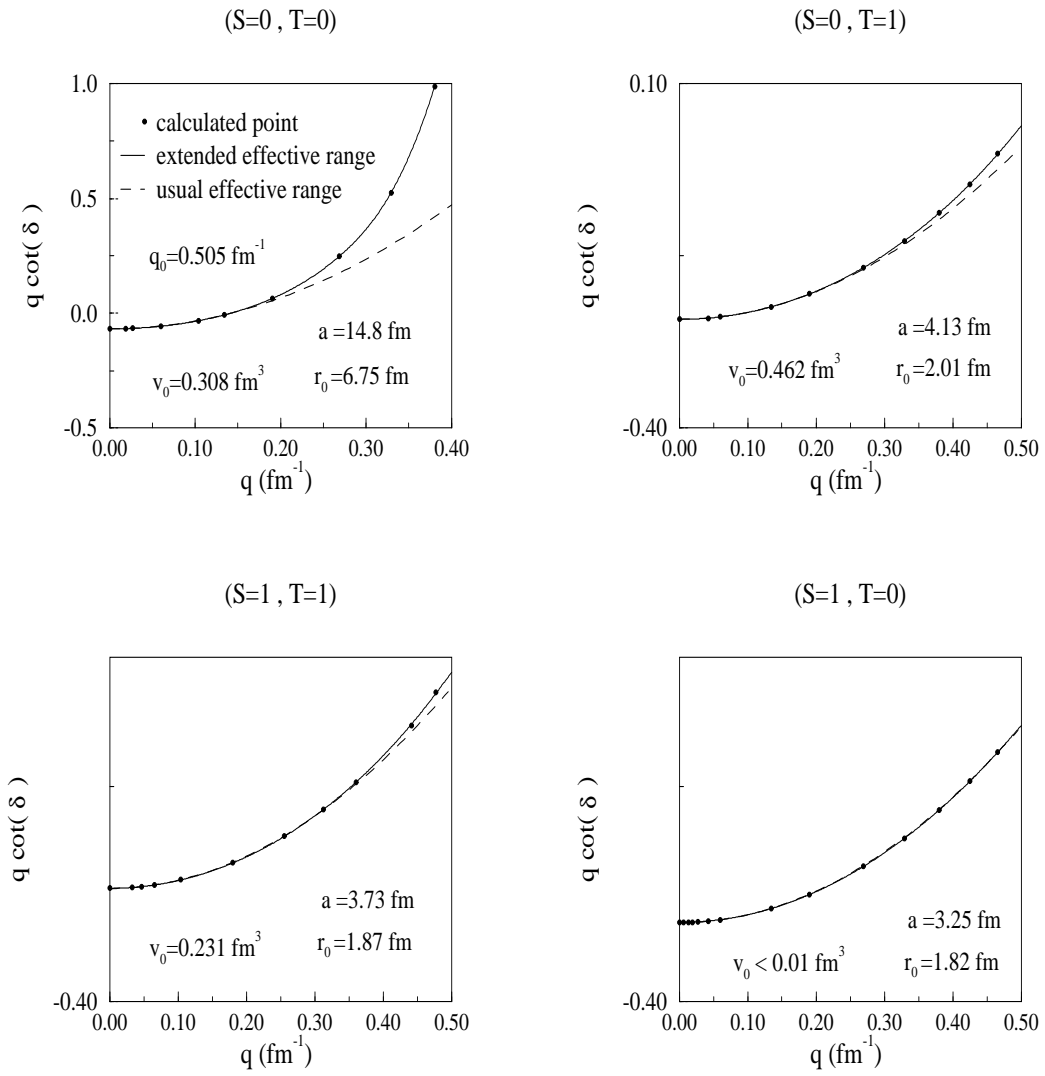 (S=0 , T=0)
1.0
0.5
0.0
-0.5
q cot( δ )
calculated point
extended effective range
usual effective range
q₀=0.505 fm⁻¹
a =14.8 fm
v₀=0.308 fm³
r₀=6.75 fm
0.00 0.10 0.20 0.30 0.40
q (fm⁻¹)
(S=0 , T=1)
0.10
-0.40
q cot( δ )
a =4.13 fm
v₀=0.462 fm³
r₀=2.01 fm
0.00 0.10 0.20 0.30 0.40 0.50
q (fm⁻¹)
(S=1 , T=1)
-0.40
q cot( δ )
a =3.73 fm
v₀=0.231 fm³
r₀=1.87 fm
0.00 0.10 0.20 0.30 0.40 0.50
q (fm⁻¹)
(S=1 , T=0)
-0.40
q cot( δ )
a =3.25 fm
v₀ < 0.01 fm³
r₀=1.82 fm
0.00 0.10 0.20 0.30 0.40 0.50
q (fm⁻¹)